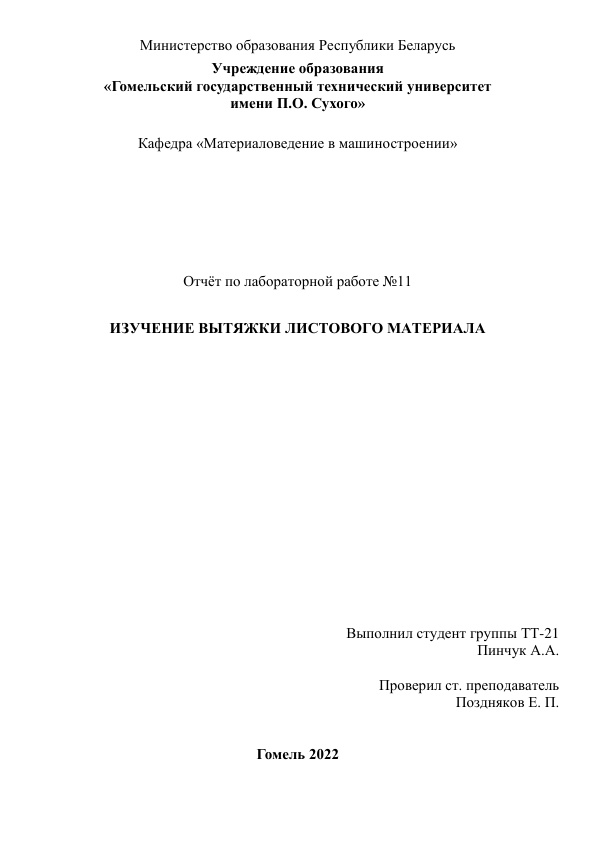 Министерство образования Республики Беларусь
Учреждение образования
«Гомельский государственный технический университет
имени П.О. Сухого»
Кафедра «Материаловедение в машиностроении»
Отчёт по лабораторной работе №11
ИЗУЧЕНИЕ ВЫТЯЖКИ ЛИСТОВОГО МАТЕРИАЛА
Выполнил студент группы ТТ-21
Пинчук А.А.
Проверил ст. преподаватель
Поздняков Е. П.
Гомель 2022